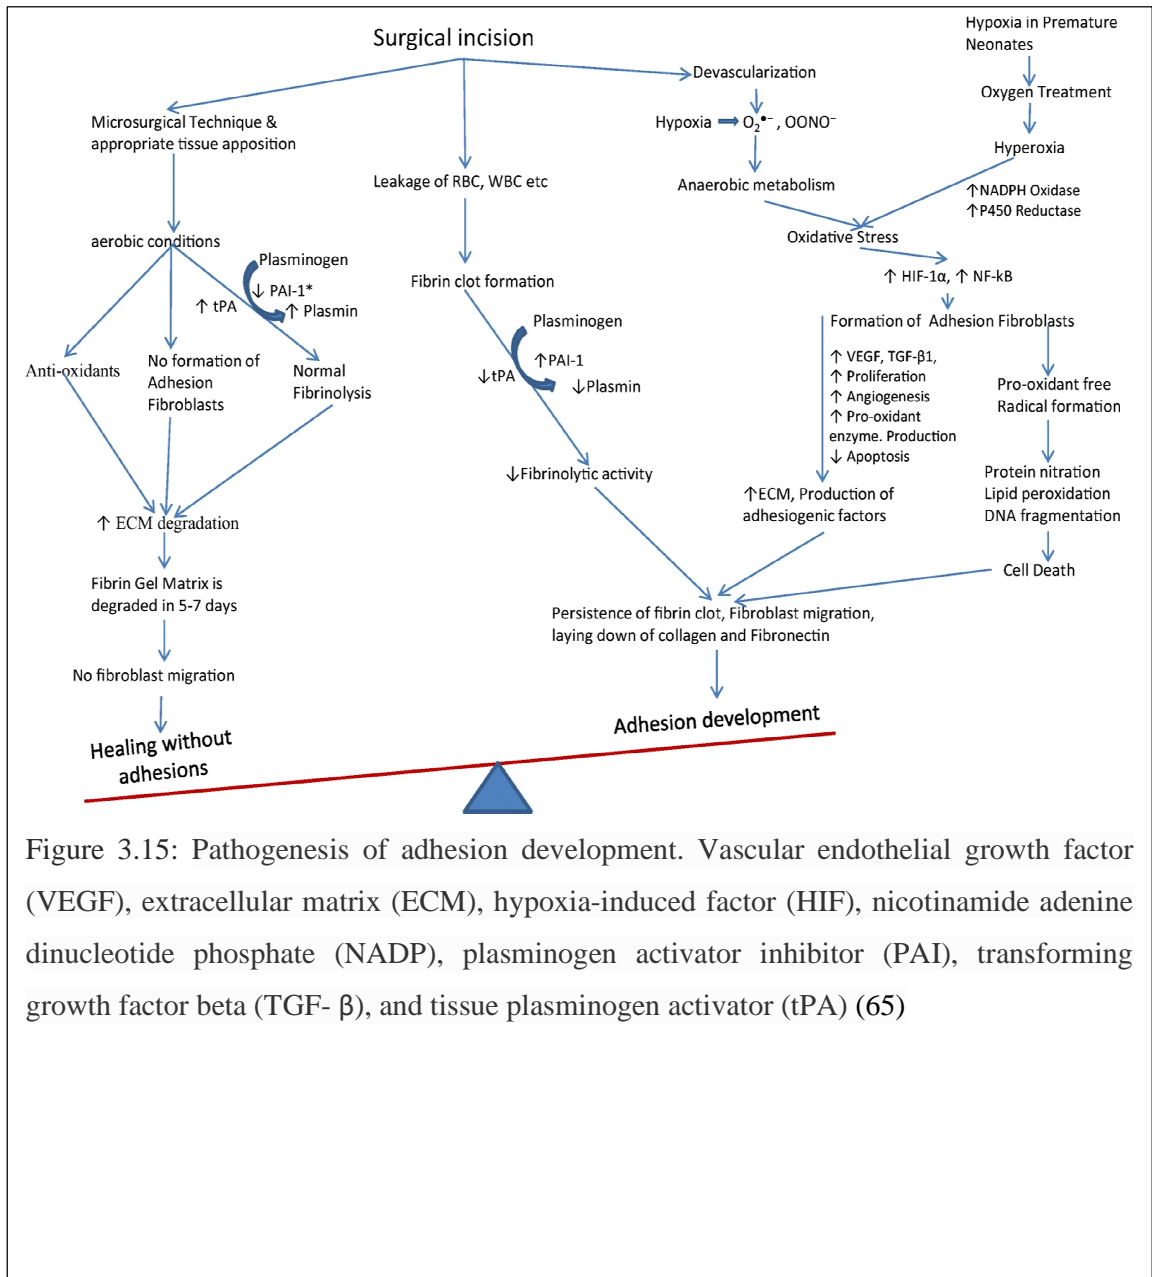 Surgical incision
Hypoxia in Premature
Neonates
Devascularization
Oxygen Treatment
Microsurgical Technique &
appropriate tissue apposition
Hypoxia
O₂•⁻ , OONO⁻
Hyperoxia
Leakage of RBC, WBC etc
Anaerobic metabolism
↑NADPH Oxidase
↑P450 Reductase
aerobic conditions
Oxidative Stress
Plasminogen
↓ PAI-1*
↑ tPA
↑ Plasmin
Fibrin clot formation
↑ HIF-1α, ↑ NF-kB
Plasminogen
↑PAI-1
↓tPA
↓Plasmin
Formation of Adhesion Fibroblasts
Anti-oxidants
No formation of
Adhesion
Fibroblasts
Normal
Fibrinolysis
↑ VEGF, TGF-β1,
↑ Proliferation
↑ Angiogenesis
↑ Pro-oxidant
enzyme. Production
↓ Apoptosis
Pro-oxidant free
Radical formation
↓Fibrinolytic activity
Protein nitration
Lipid peroxidation
DNA fragmentation
↑ECM, Production of
adhesiogenic factors
↑ ECM degradation
Cell Death
Fibrin Gel Matrix is
degraded in 5-7 days
Persistence of fibrin clot, Fibroblast migration,
laying down of collagen and Fibronectin
No fibroblast migration
Adhesion development
Healing without
adhesions
Figure 3.15: Pathogenesis of adhesion development. Vascular endothelial growth factor
(VEGF), extracellular matrix (ECM), hypoxia-induced factor (HIF), nicotinamide adenine
dinucleotide phosphate (NADP), plasminogen activator inhibitor (PAI), transforming
growth factor beta (TGF- β), and tissue plasminogen activator (tPA) (65)